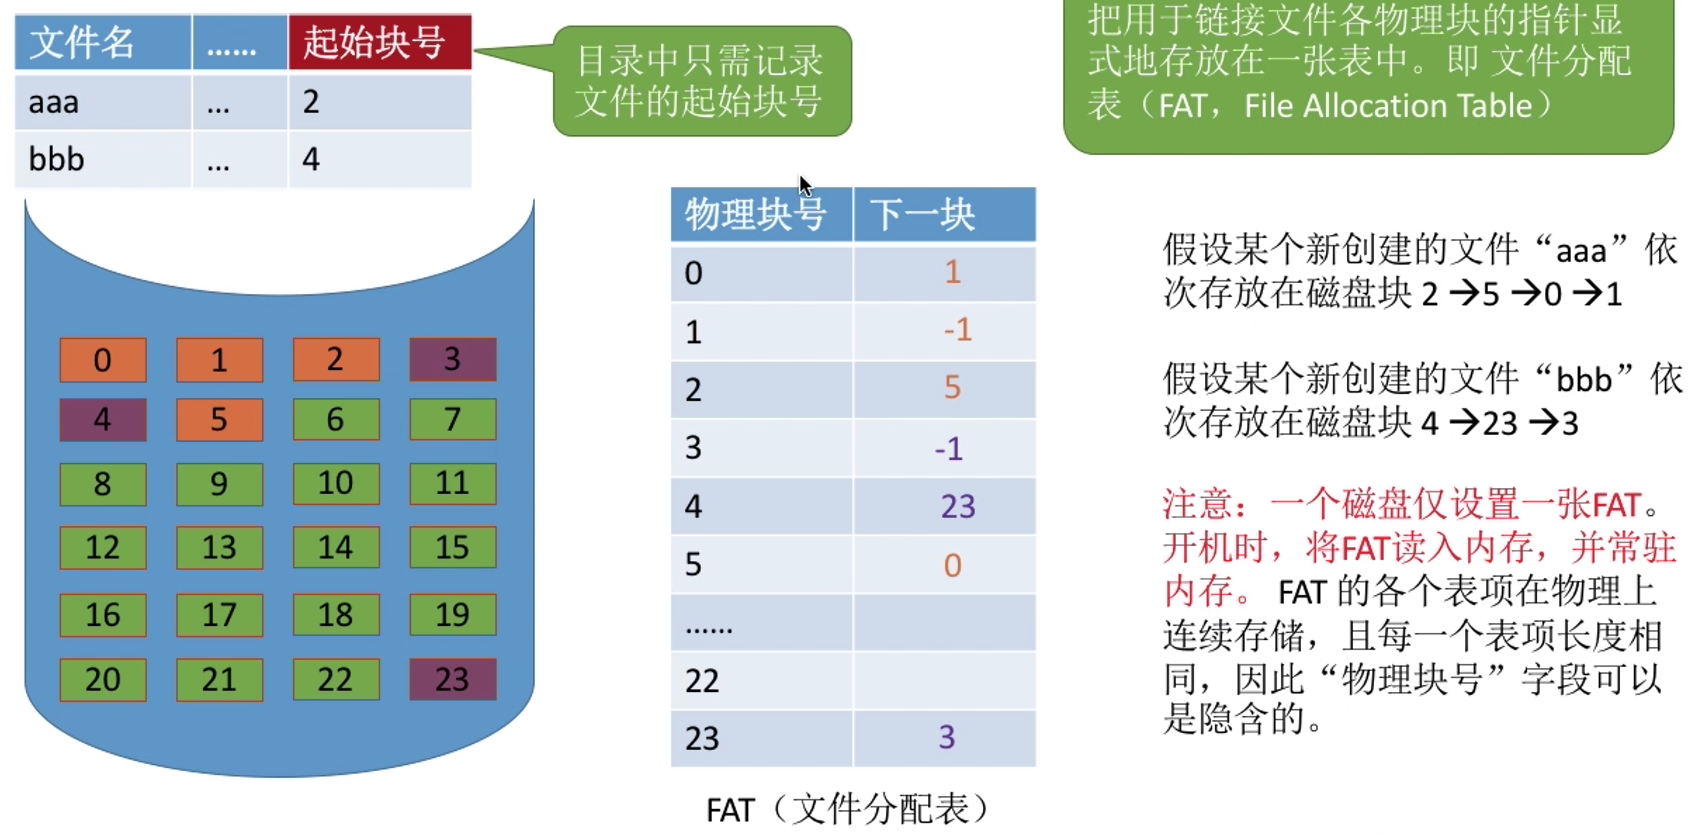 文件名 …… 起始块号
aaa … 2
bbb … 4
目录中只需记录
文件的起始块号
把用于链接文件各物理块的指针显
式地存放在一张表中。即 文件分配
表（FAT，File Allocation Table）
0 1 2 3
4 5 6 7
8 9 10 11
12 13 14 15
16 17 18 19
20 21 22 23
物理块号 下一块
0 1
1 -1
2 5
3 -1
4 23
5 0
……
22
23 3
FAT（文件分配表）
假设某个新创建的文件“aaa”依
次存放在磁盘块 2 →5 →0 →1
假设某个新创建的文件“bbb”依
次存放在磁盘块 4 →23 →3
注意：一个磁盘仅设置一张FAT。
开机时，将FAT读入内存，并常驻
内存。 FAT 的各个表项在物理上
连续存储，且每一个表项长度相
同，因此“物理块号”字段可以
是隐含的。